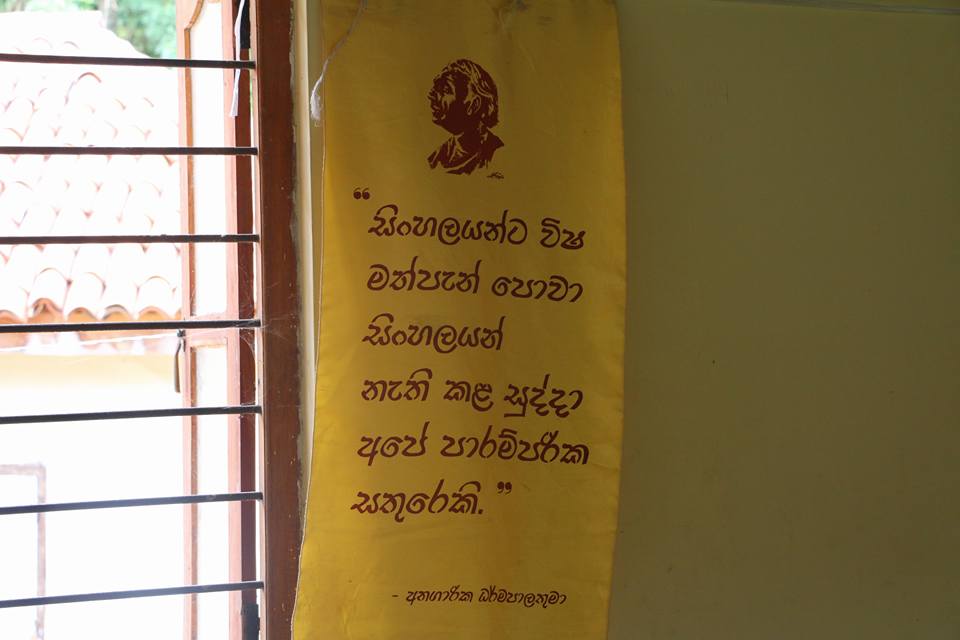 “සිංහලයන්ට විෂ
මත්පැන් පොවා
සිංහලයන්
නැති කළ සුද්දා
අපේ පාරම්පරික
සතුරෙකි.”
- අනගාරික ධර්මපාලතුමා